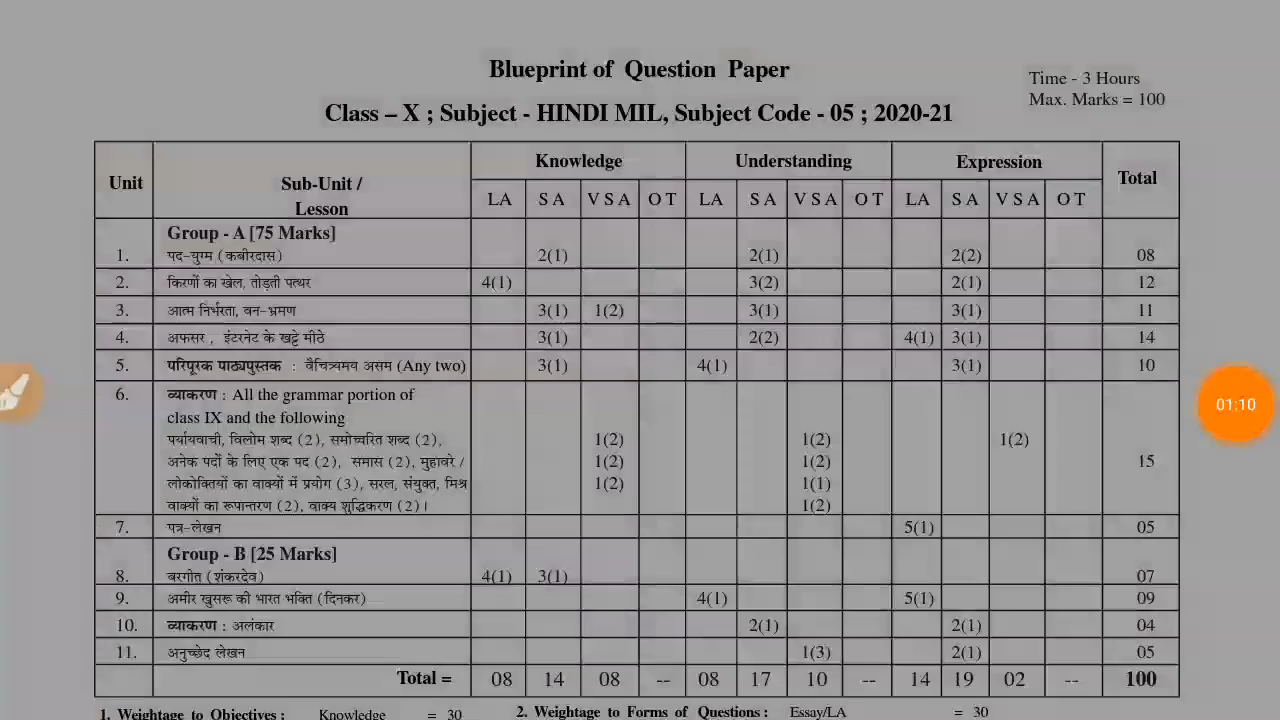 Blueprint of Question Paper
Time - 3 Hours
Max. Marks = 100
Class – X ; Subject - HINDI MIL, Subject Code - 05 ; 2020-21
Unit Sub-Unit / Lesson Knowledge Understanding Expression Total
LA S A V S A O T LA S A V S A O T LA S A V S A O T
Group - A [75 Marks]
1. पद-युग्म (कबीरदास) 2(1) 2(1) 2(2) 08
2. किरणों का खेल, तोड़ती पत्थर 4(1) 3(2) 2(1) 12
3. आत्म निर्भरता, वन-भ्रमण 3(1) 1(2) 3(1) 3(1) 11
4. अफसर , इंटरनेट के खट्टे मीठे 3(1) 2(2) 4(1) 3(1) 14
5. परिपूरक पाठ्यपुस्तक : वैचित्र्यमय असम (Any two) 3(1) 4(1) 3(1) 10
6. व्याकरण : All the grammar portion of
class IX and the following
पर्यायवाची, विलोम शब्द (2), समोच्चरित शब्द (2), 1(2) 1(2) 1(2)
अनेक पदों के लिए एक पद (2), समास (2), मुहावरे / 1(2) 1(2) 15
लोकोक्तियों का वाक्यों में प्रयोग (3), सरल, संयुक्त, मिश्र 1(2) 1(1)
वाक्यों का रूपान्तरण (2), वाक्य शुद्धिकरण (2)। 1(2)
7. पत्र-लेखन 5(1) 05
Group - B [25 Marks]
8. बरगीत (शंकरदेव) 4(1) 3(1) 07
9. अमीर खुसरू की भारत भक्ति (दिनकर) 4(1) 5(1) 09
10. व्याकरण : अलंकार 2(1) 2(1) 04
11. अनुच्छेद लेखन 1(3) 2(1) 05
Total = 08 14 08 -- 08 17 10 -- 14 19 02 -- 100
1. Weightage to Objectives : Knowledge = 30 2. Weightage to Forms of Questions : Essay/LA = 30
01:10